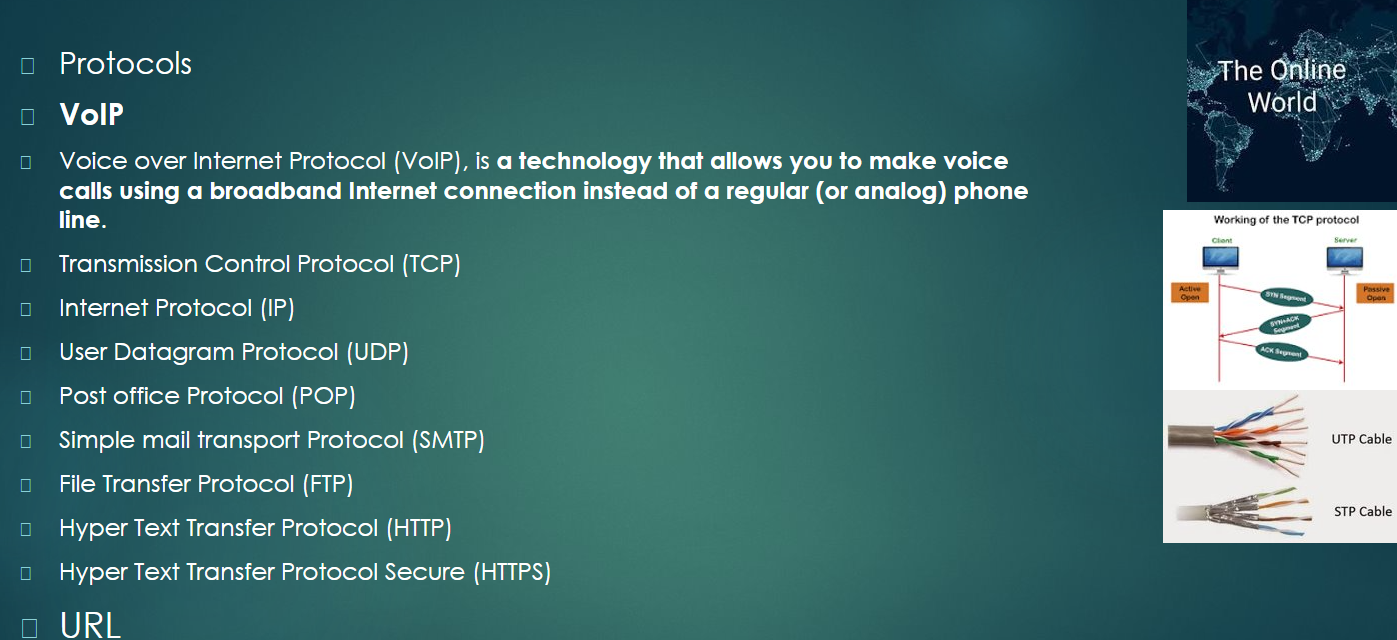 Protocols
VoIP
Voice over Internet Protocol (VoIP), is a technology that allows you to make voice
calls using a broadband Internet connection instead of a regular (or analog) phone
line.
Transmission Control Protocol (TCP)
Internet Protocol (IP)
User Datagram Protocol (UDP)
Post office Protocol (POP)
Simple mail transport Protocol (SMTP)
File Transfer Protocol (FTP)
Hyper Text Transfer Protocol (HTTP)
Hyper Text Transfer Protocol Secure (HTTPS)
URL
The Online
World
Working of the TCP protocol
Client
Server
Active
Open
Passive
Open
SYN Segment
SYN+ACK
Segment
ACK Segment
UTP Cable
STP Cable